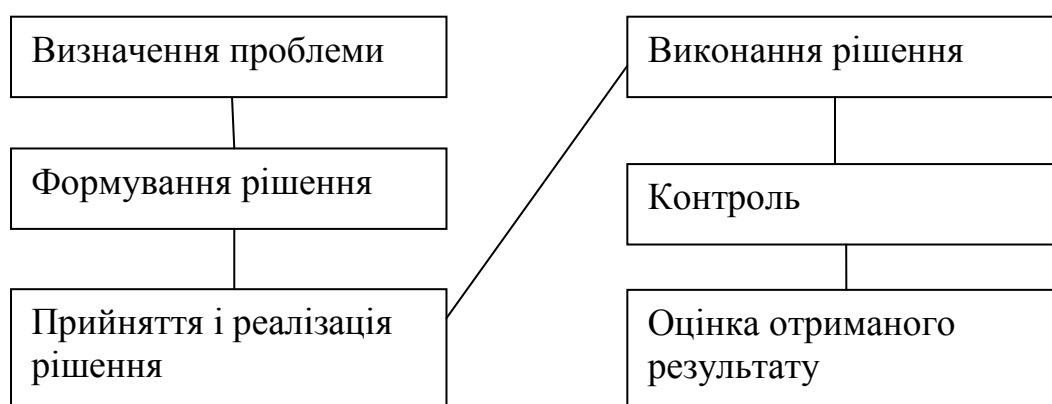 Визначення проблеми
Формування рішення
Прийняття і реалізація
рішення
Виконання рішення
Контроль
Оцінка отриманого
результату